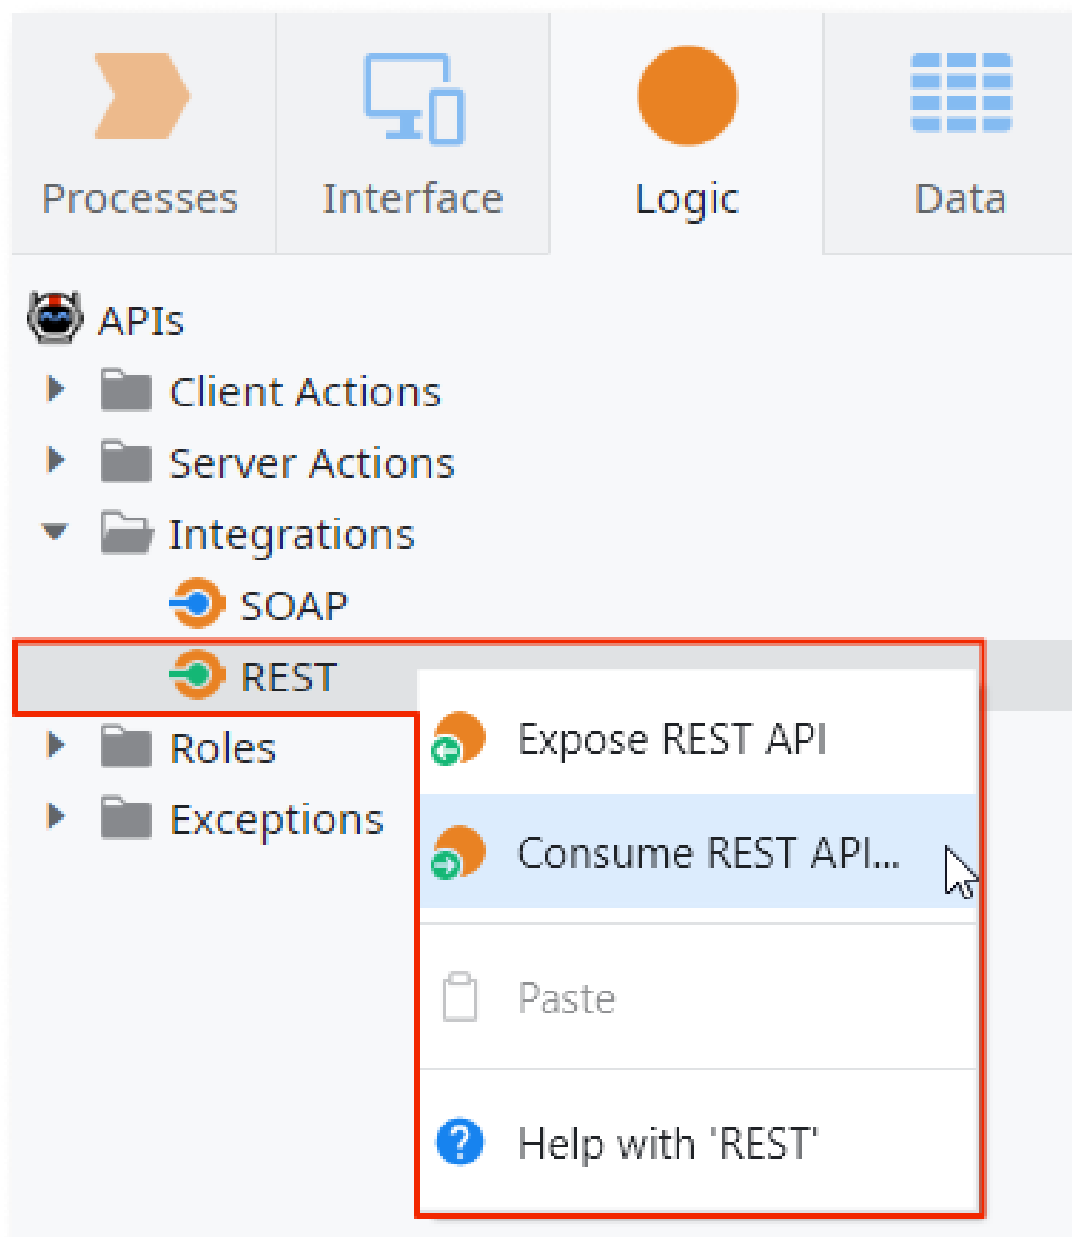 Processes
Interface
Logic
Data
APIs
Client Actions
Server Actions
Integrations
SOAP
REST
Expose REST API
Roles
Exceptions
Consume REST API...
Paste
Help with 'REST'